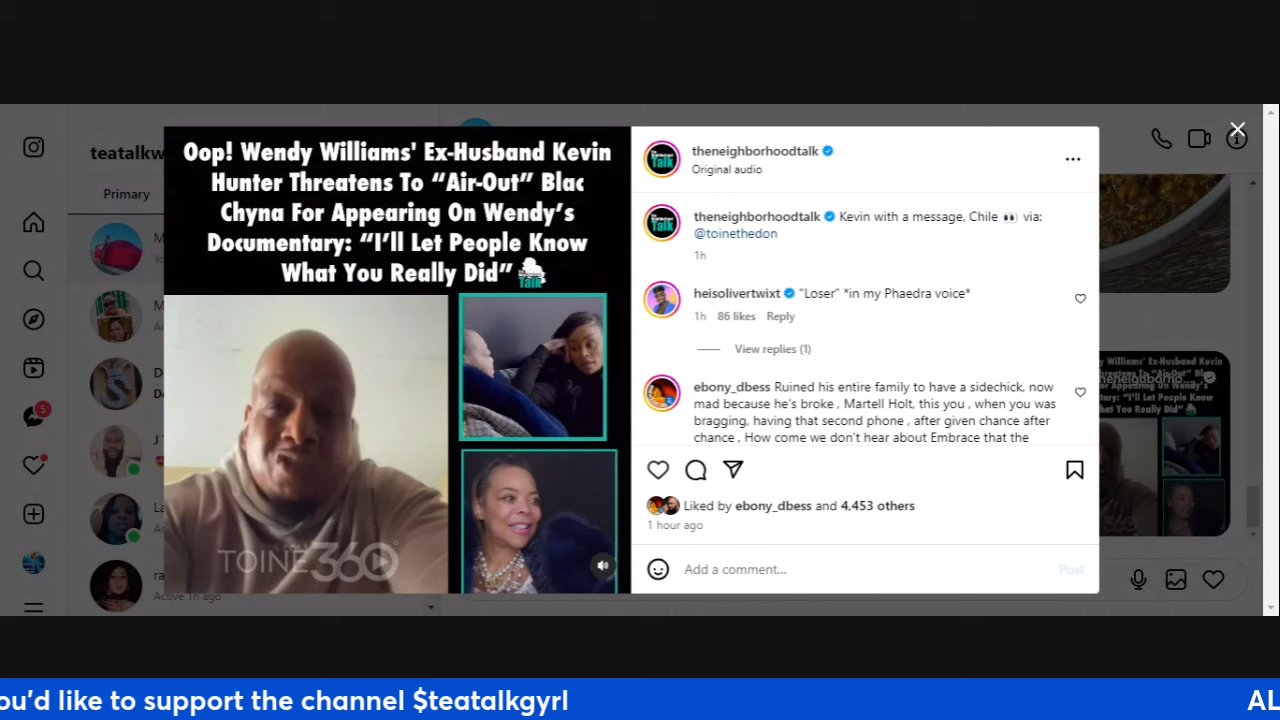 teatalkw
Primary
Oop! Wendy Williams' Ex-Husband Kevin
Hunter Threatens To “Air-Out” Blac
Chyna For Appearing On Wendy’s
Documentary: “I’ll Let People Know
What You Really Did”
Talk
TOINE360
theneighborhoodtalk
Original audio
theneighborhoodtalk Kevin with a message, Chile 👀 via:
@toinethedon
1h
heisolivertwixt “Loser” *in my Phaedra voice*
1h 86 likes Reply
View replies (1)
ebony_dbess Ruined his entire family to have a sidechick, now
mad because he's broke , Martell Holt, this you , when you was
bragging, having that second phone , after given chance after
chance , How come we don't hear about Embrace that the
Liked by ebony_dbess and 4,453 others
1 hour ago
Add a comment...
Post
5
Active 1h ago
ou’d like to support the channel $teatalkgyrl
AL